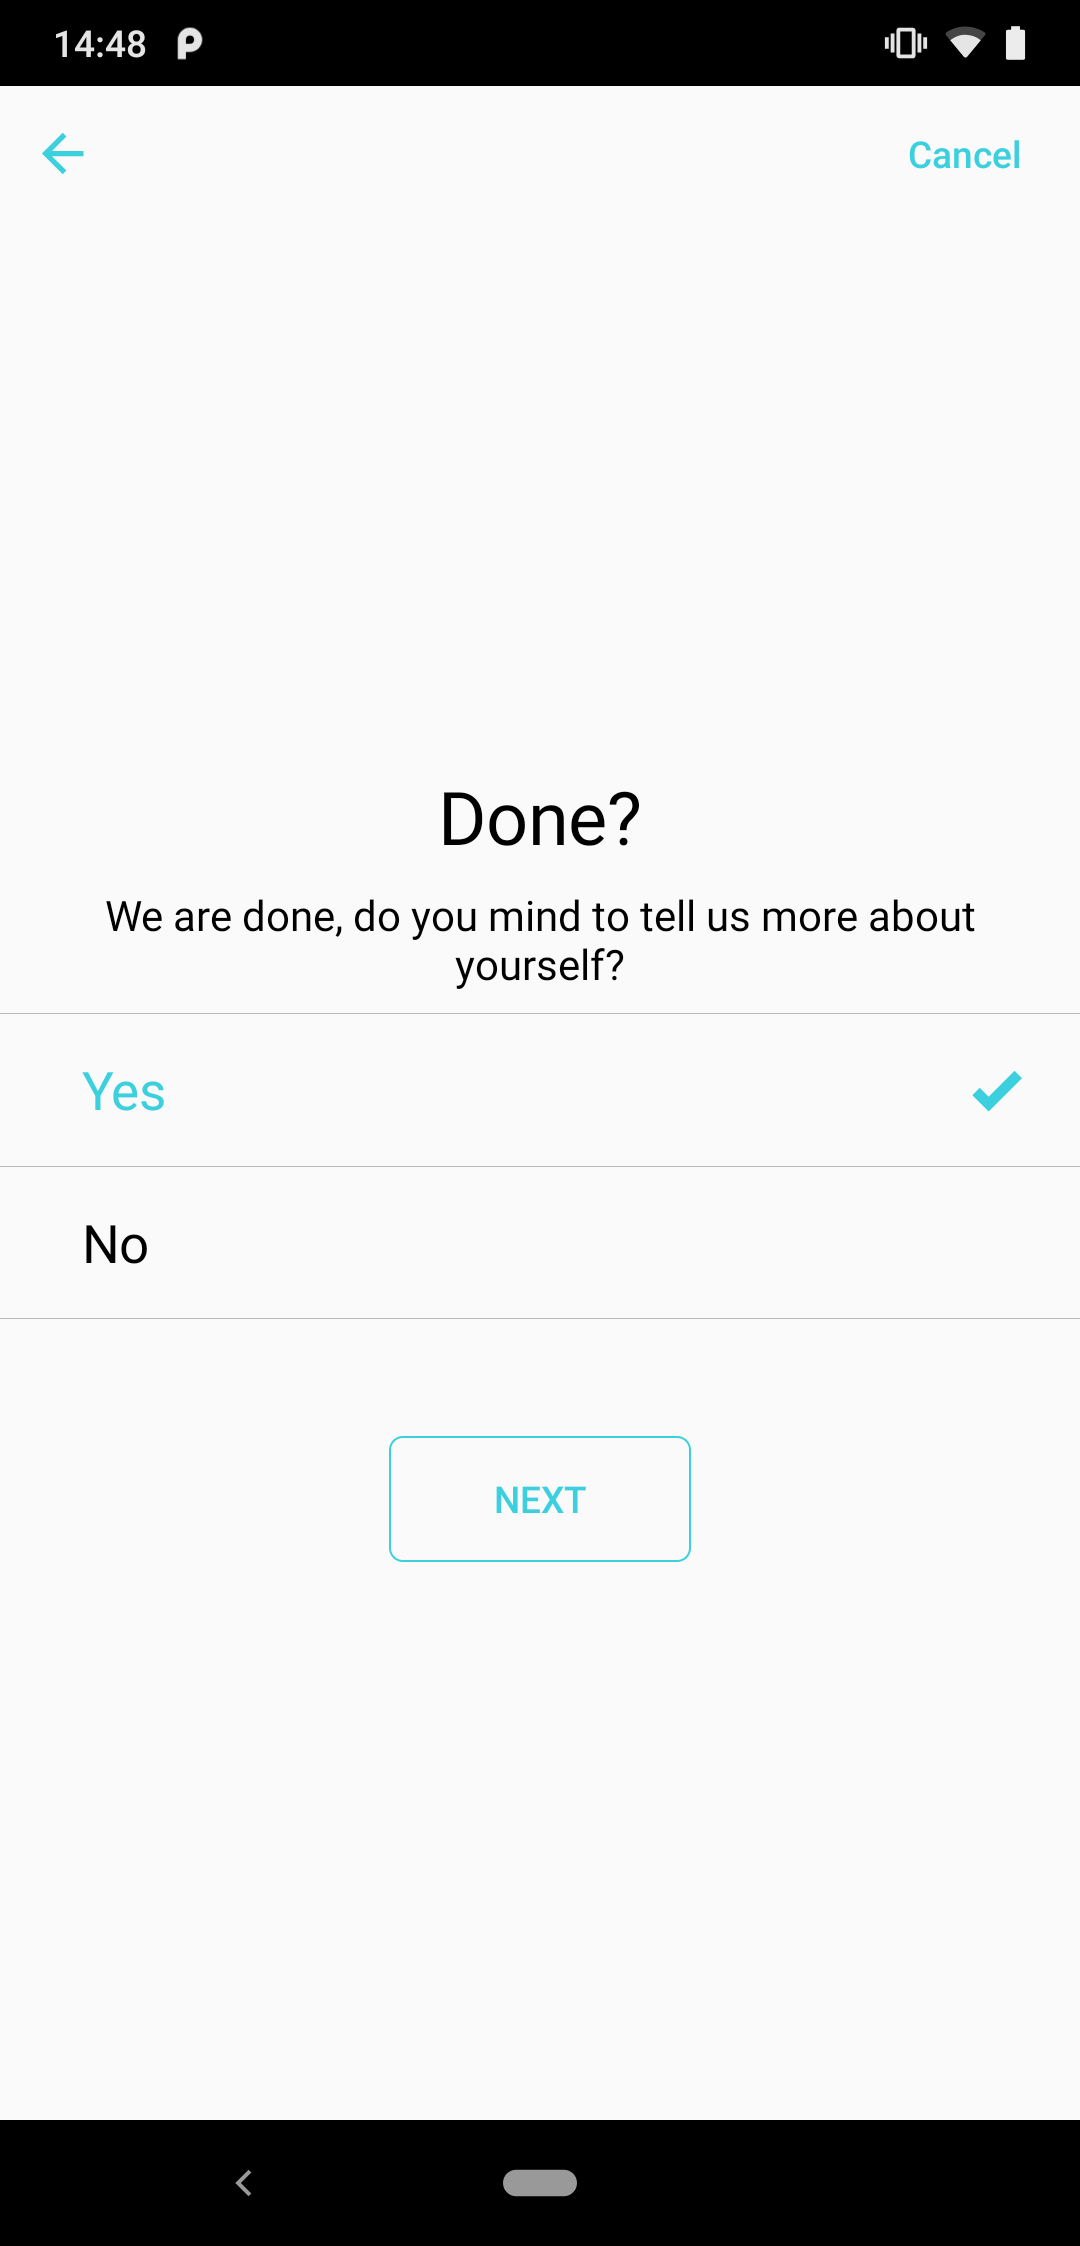 14:48
Cancel
Done?
We are done, do you mind to tell us more about
yourself?
Yes
No
NEXT